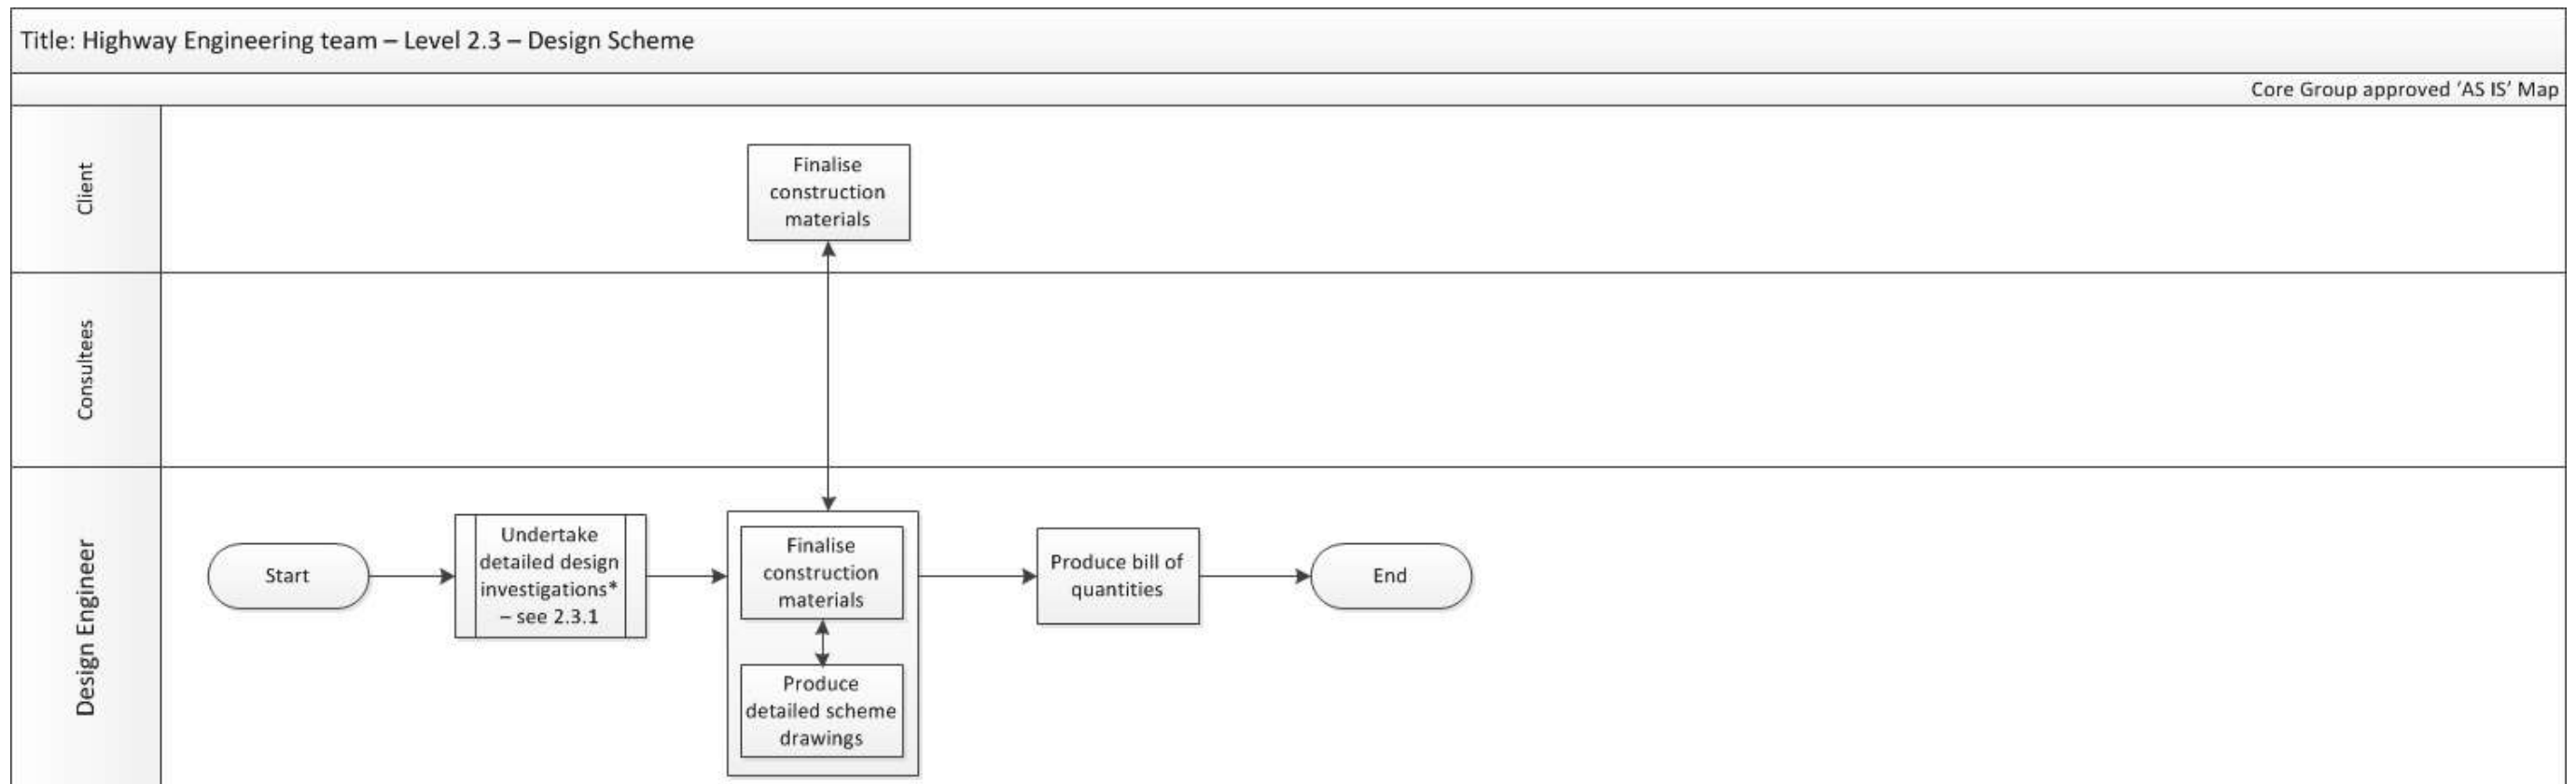 Title: Highway Engineering team – Level 2.3 – Design Scheme
Core Group approved ‘AS IS’ Map
Client
Finalise
construction
materials
Consultees
Design Engineer
Start
Undertake
detailed design
investigations*
– see 2.3.1
Finalise
construction
materials
Produce
detailed scheme
drawings
Produce bill of
quantities
End